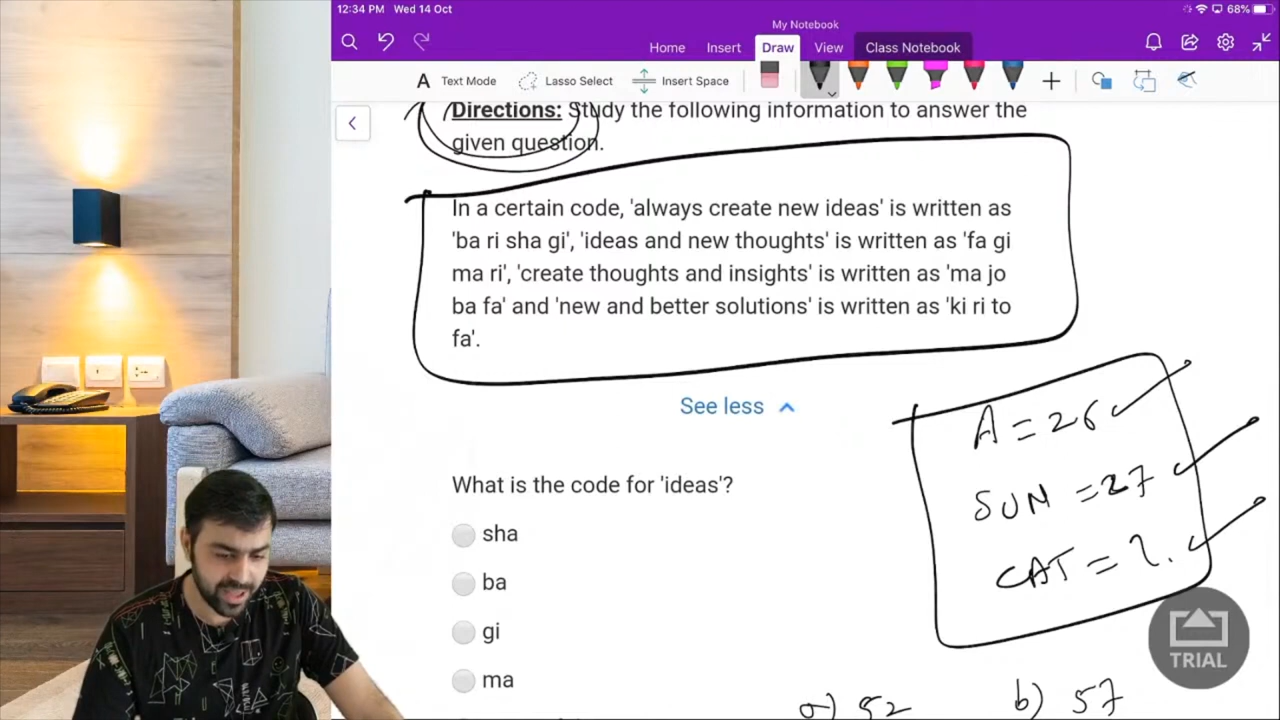 12:34 PM Wed 14 Oct
68%
My Notebook
Home Insert Draw View Class Notebook
A Text Mode Lasso Select Insert Space
Directions: Study the following information to answer the
given question.
In a certain code, 'always create new ideas' is written as
'ba ri sha gi', 'ideas and new thoughts' is written as 'fa gi
ma ri', 'create thoughts and insights' is written as 'ma jo
ba fa' and 'new and better solutions' is written as 'ki ri to
fa'.
See less
A = 26
SUN = 27
CAT = ?.
What is the code for 'ideas'?
sha
ba
gi
ma
TRIAL
a) 52 b) 57